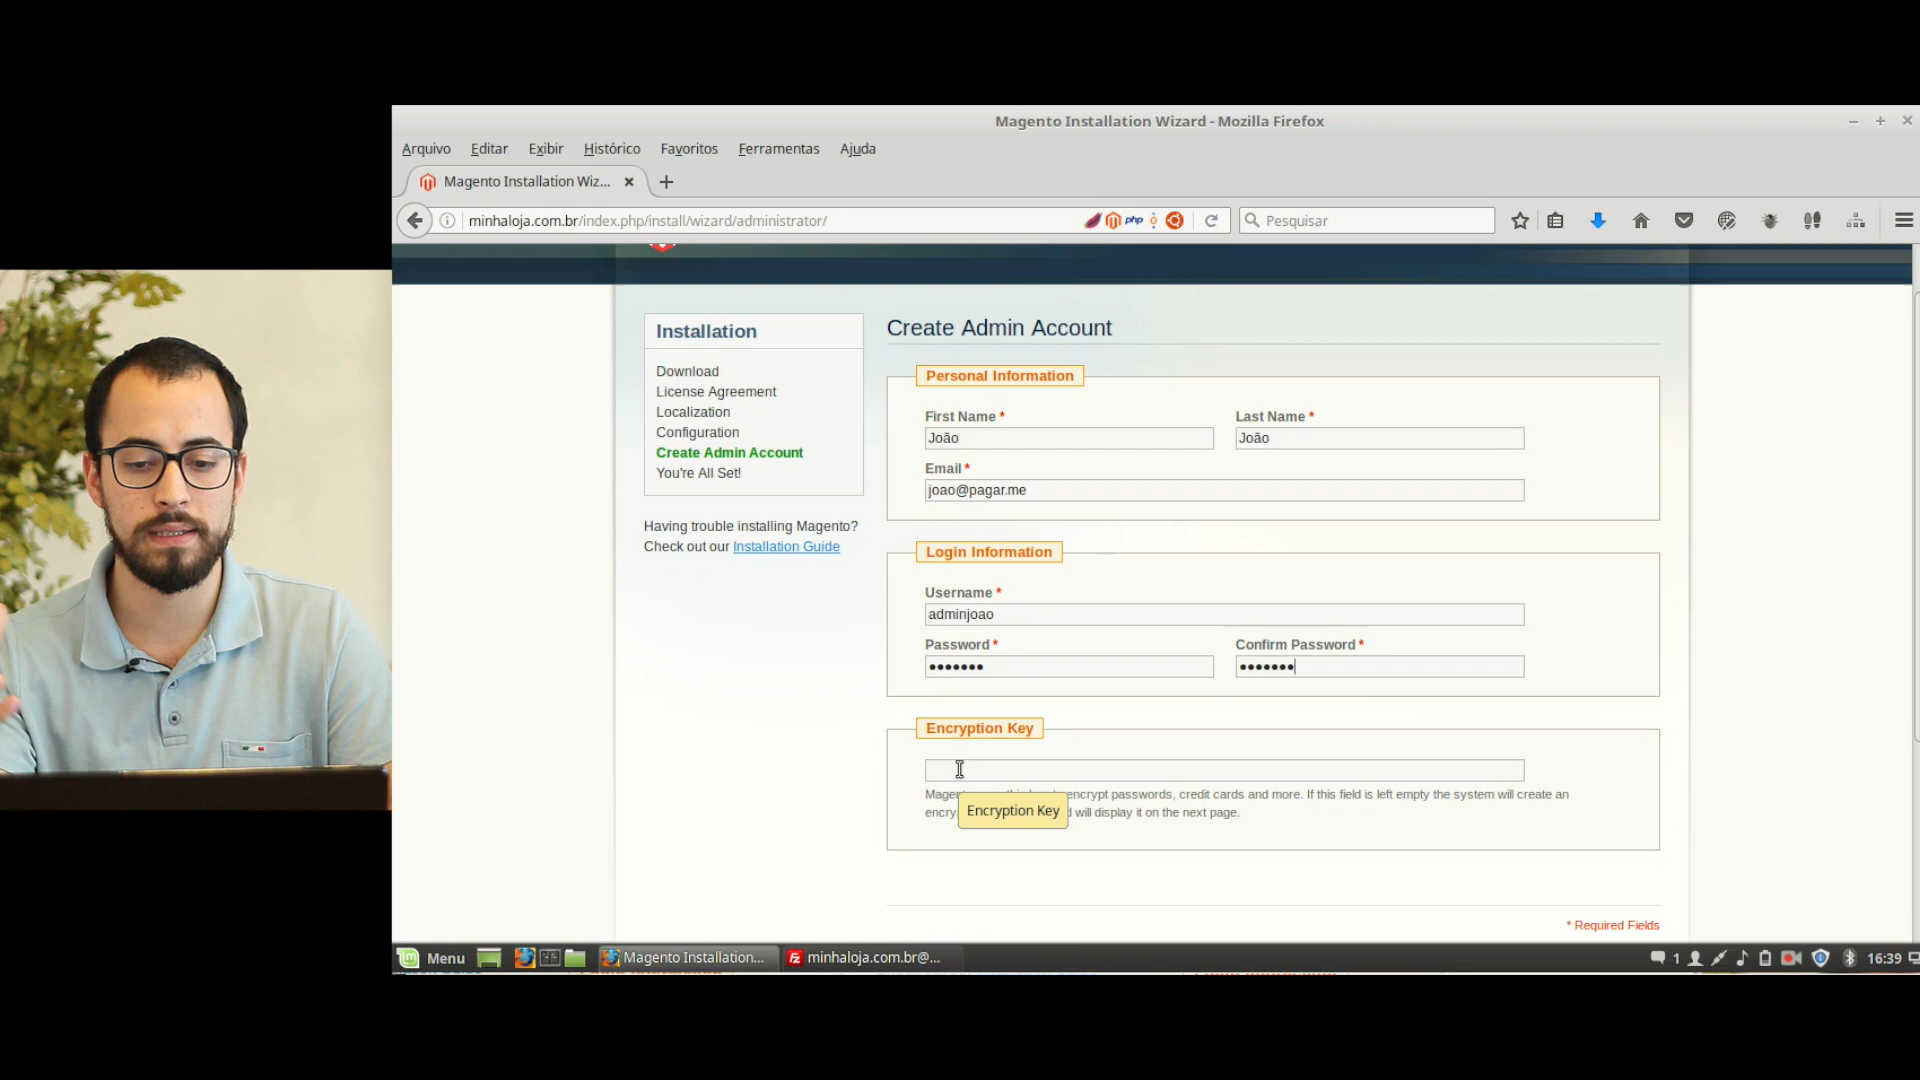 Magento Installation Wizard - Mozilla Firefox
Arquivo Editar Exibir Histórico Favoritos Ferramentas Ajuda
Magento Installation Wiz...
minhaloja.com.br/index.php/install/wizard/administrator/
php
Pesquisar
Installation
Download
License Agreement
Localization
Configuration
Create Admin Account
You're All Set!
Having trouble installing Magento?
Check out our Installation Guide
Create Admin Account
Personal Information
First Name *
Last Name *
João
João
Email *
joao@pagar.me
Login Information
Username *
adminjoao
Password *
Confirm Password *
•••••••
•••••••
Encryption Key
encrypt passwords, credit cards and more. If this field is left empty the system will create an
will display it on the next page.
Encryption Key
* Required Fields
Menu
Magento Installation...
minhaloja.com.br@...
1
16:39